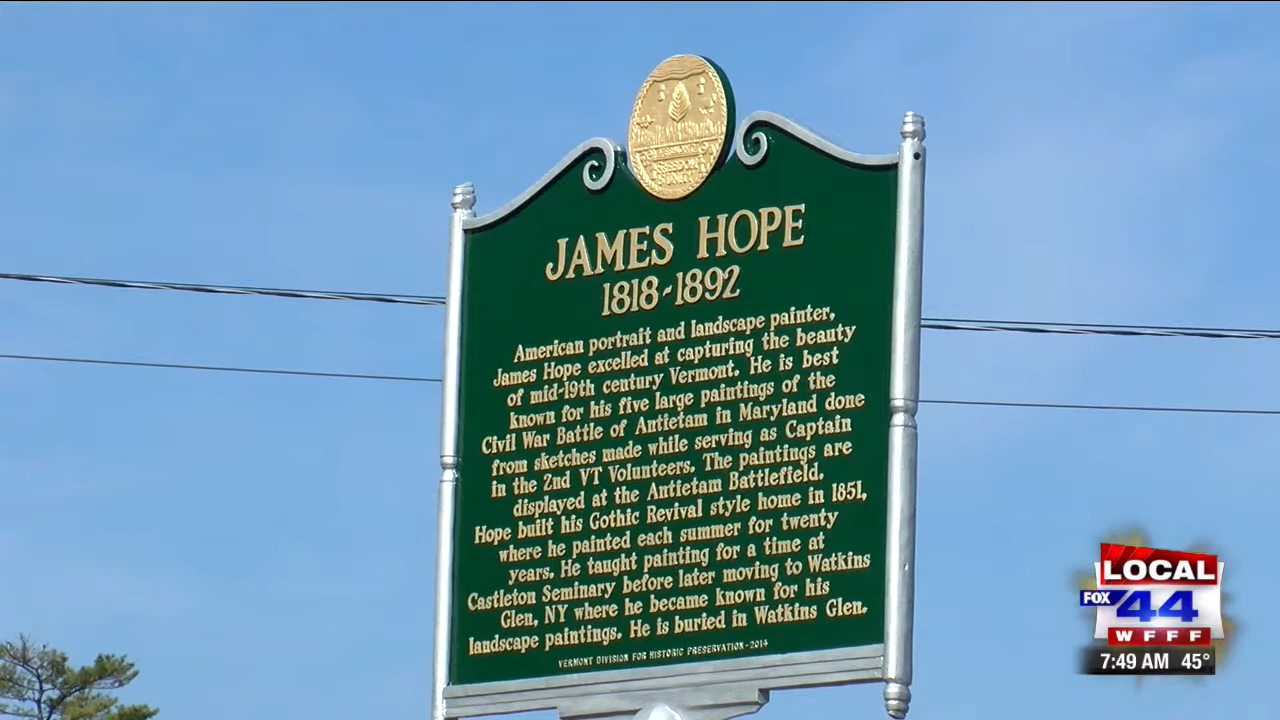 JAMES HOPE
1818-1892
American portrait and landscape painter,
James Hope excelled at capturing the beauty
of mid-19th century Vermont. He is best
known for his five large paintings of the
Civil War Battle of Antietam in Maryland done
from sketches made while serving as Captain
in the 2nd VT Volunteers. The paintings are
displayed at the Antietam Battlefield.
Hope built his Gothic Revival style home in 1851,
where he painted each summer for twenty
years. He taught painting for a time at
Castleton Seminary before later moving to Watkins
Glen, NY where he became known for his
landscape paintings. He is buried in Watkins Glen.
VERMONT DIVISION FOR HISTORIC PRESERVATION-2014
LOCAL
FOX 44
WFFF
7:49 AM 45°